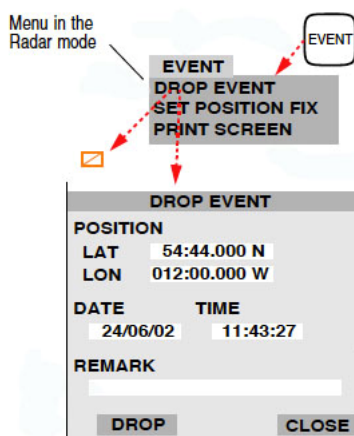 Menu in the
Radar mode
EVENT
EVENT
DROP EVENT
SET POSITION FIX
PRINT SCREEN
DROP EVENT
POSITION
LAT 54:44.000 N
LON 012:00.000 W
DATE TIME
24/06/02 11:43:27
REMARK
DROP CLOSE